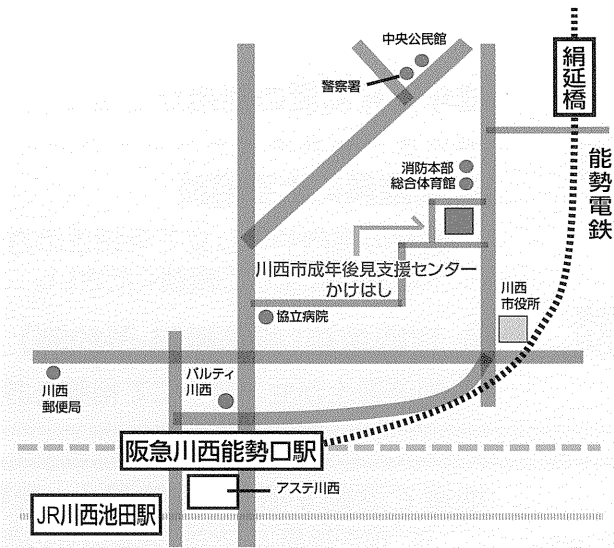 中央公民館
警察署
絹延橋
能勢電鉄
消防本部
総合体育館
川西市成年後見支援センター
かけはし
川西
市役所
協立病院
パルティ
川西
川西
郵便局
阪急川西能勢口駅
アステ川西
JR川西池田駅